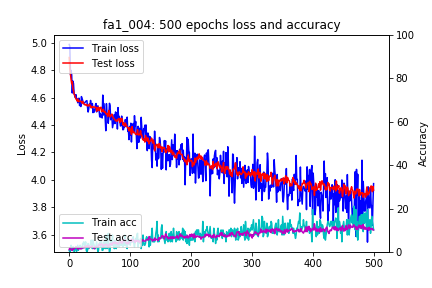 fa1_004: 500 epochs loss and accuracy
Train loss
Test loss
Train acc
Test acc
Loss
5.0
4.8
4.6
4.4
4.2
4.0
3.8
3.6
Accuracy
100
80
60
40
20
0
0 100 200 300 400 500